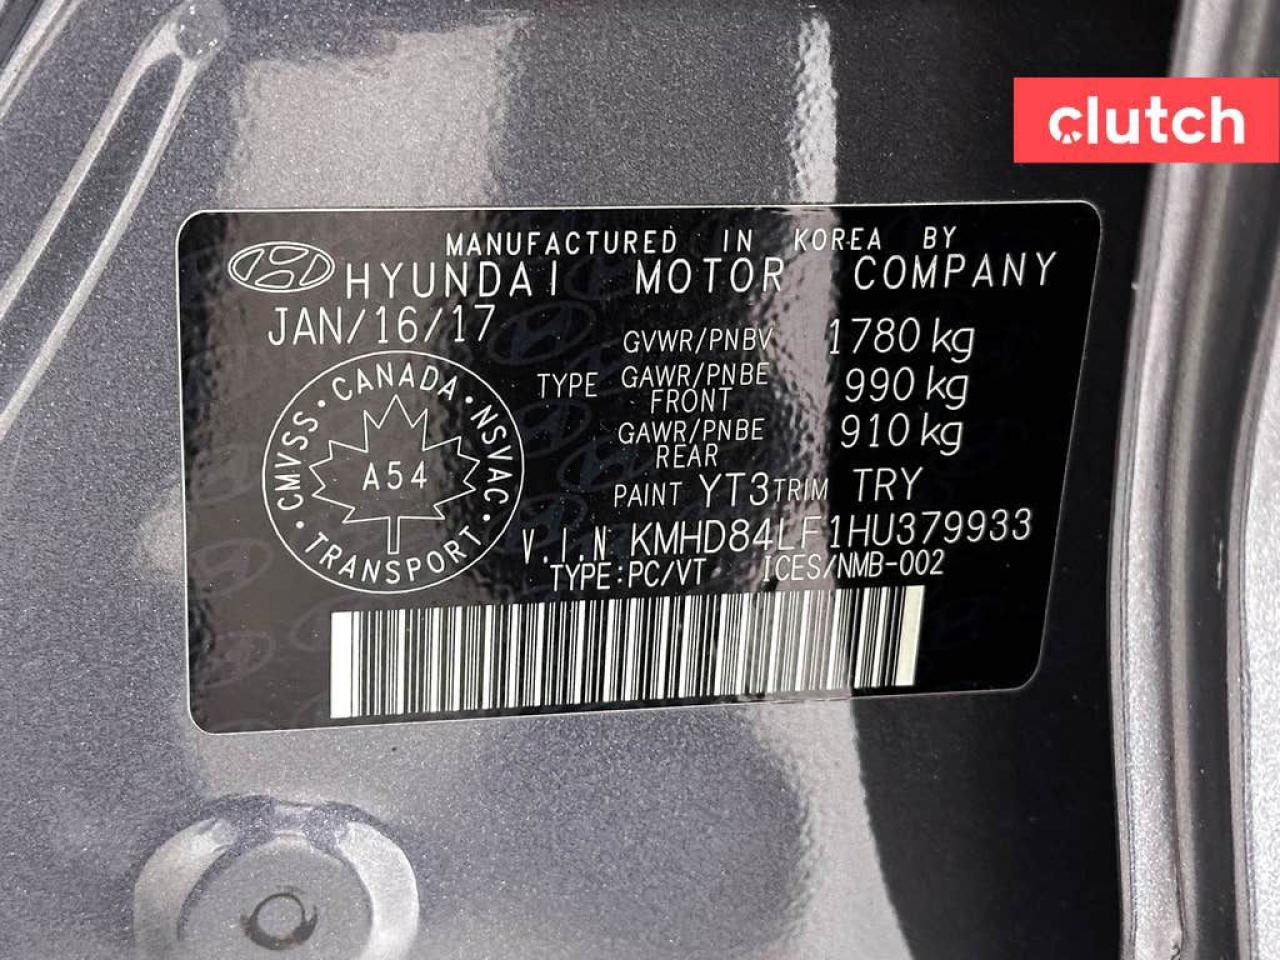 clutch
MANUFACTURED IN KOREA BY
HYUNDAI MOTOR COMPANY
JAN/16/17
GVWR/PNBV 1780 kg
TYPE GAWR/PNBE FRONT 990 kg
GAWR/PNBE REAR 910 kg
PAINT YT3 TRIM TRY
V.I.N KMHD84LF1HU379933
TYPE:PC/VT ICES/NMB-002
CMVSS · CANADA · NSVAC · TRANSPORT ·
A54